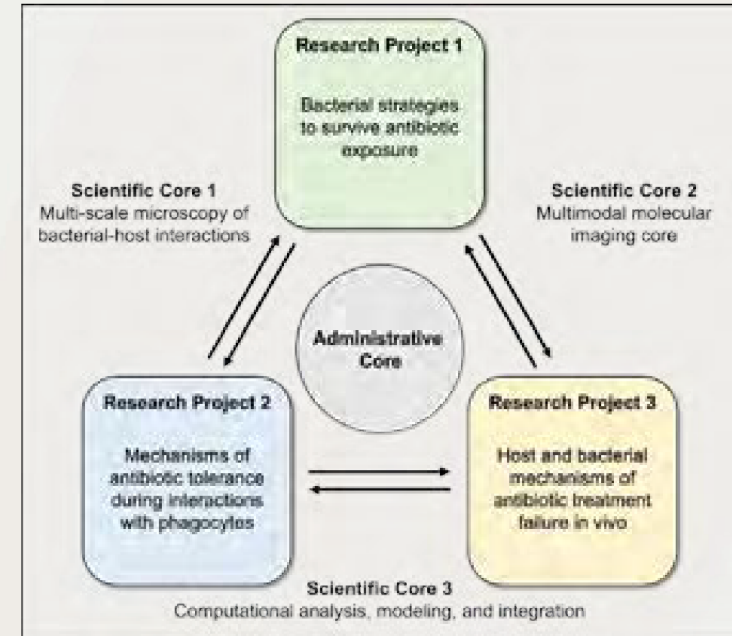 Research Project 1
Bacterial strategies
to survive antibiotic
exposure
Scientific Core 1
Multi-scale microscopy of
bacterial-host interactions
Scientific Core 2
Multimodal molecular
imaging core
Administrative
Core
Research Project 2
Mechanisms of
antibiotic tolerance
during interactions
with phagocytes
Research Project 3
Host and bacterial
mechanisms of
antibiotic treatment
failure in vivo
Scientific Core 3
Computational analysis, modeling, and integration